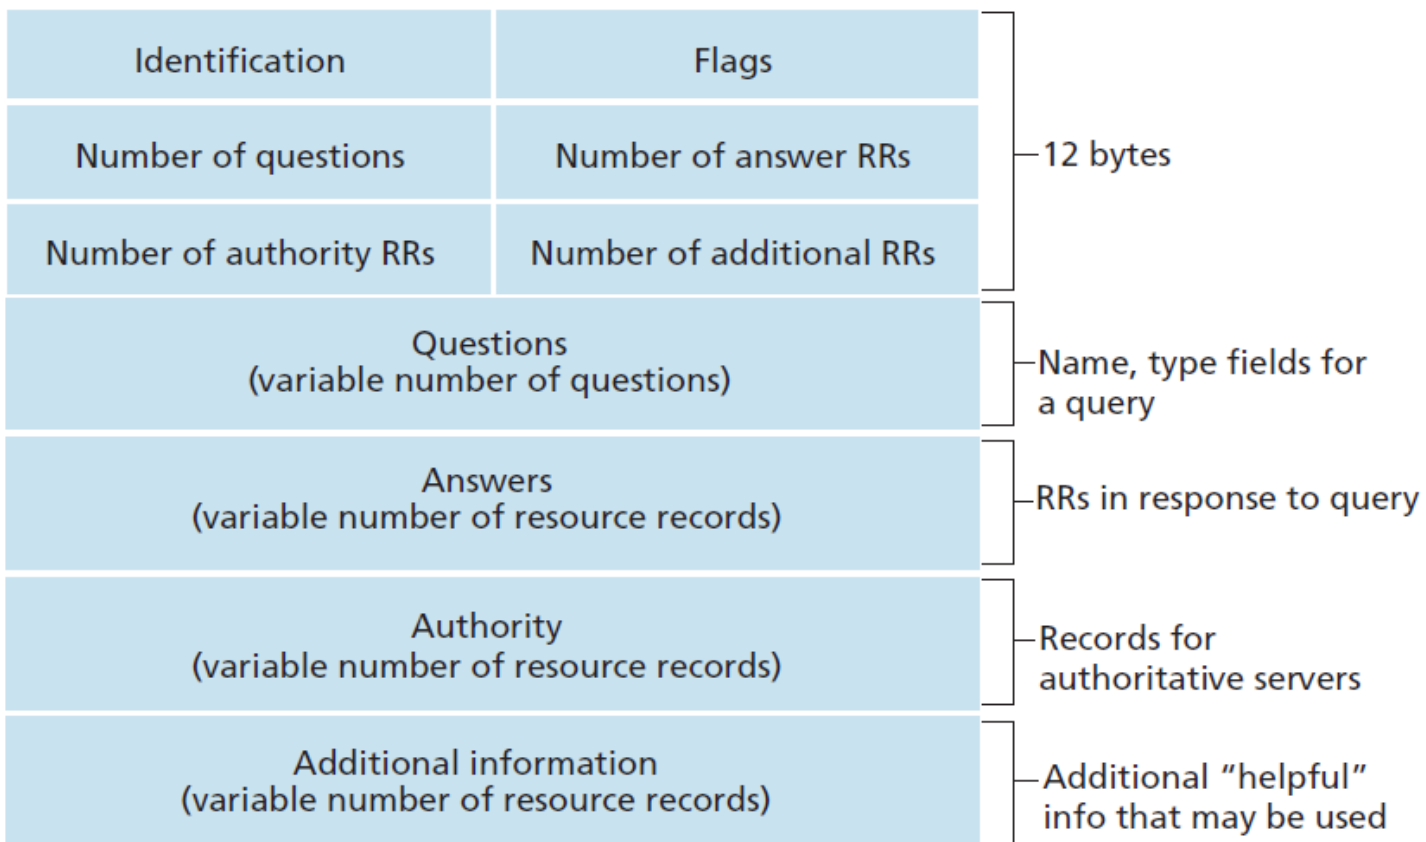 Identification
Flags
Number of questions
Number of answer RRs
12 bytes
Number of authority RRs
Number of additional RRs
Questions
(variable number of questions)
Name, type fields for
a query
Answers
(variable number of resource records)
RRs in response to query
Authority
(variable number of resource records)
Records for
authoritative servers
Additional information
(variable number of resource records)
Additional “helpful”
info that may be used